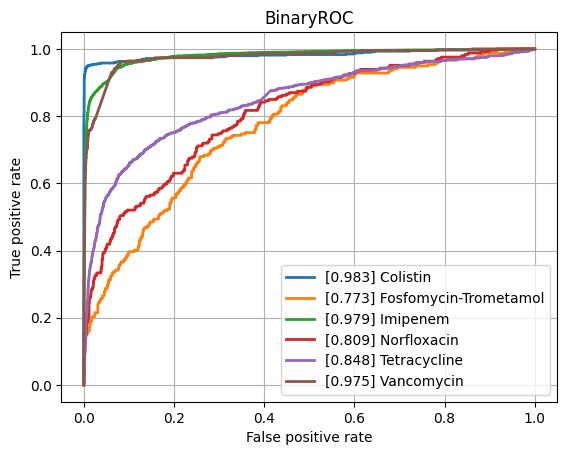 BinaryROC
True positive rate
1.0
0.8
0.6
0.4
0.2
0.0
[0.983] Colistin
[0.773] Fosfomycin-Trometamol
[0.979] Imipenem
[0.809] Norfloxacin
[0.848] Tetracycline
[0.975] Vancomycin
0.0 0.2 0.4 0.6 0.8 1.0
False positive rate